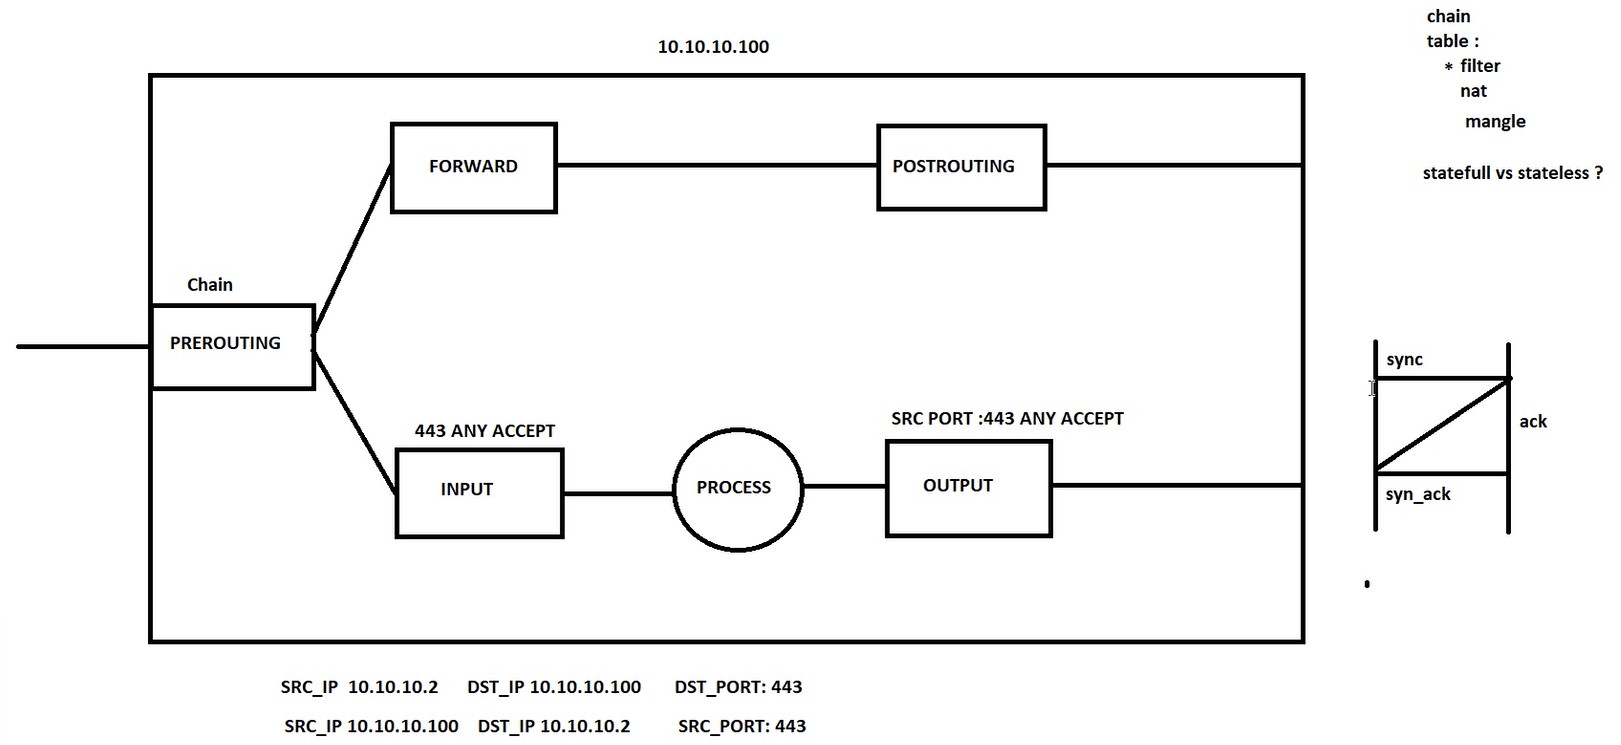 10.10.10.100
chain
table :
* filter
nat
mangle
statefull vs stateless ?
FORWARD
POSTROUTING
Chain
PREROUTING
443 ANY ACCEPT
INPUT
PROCESS
SRC PORT :443 ANY ACCEPT
OUTPUT
sync
ack
syn_ack
SRC_IP 10.10.10.2 DST_IP 10.10.10.100 DST_PORT: 443
SRC_IP 10.10.10.100 DST_IP 10.10.10.2 SRC_PORT: 443